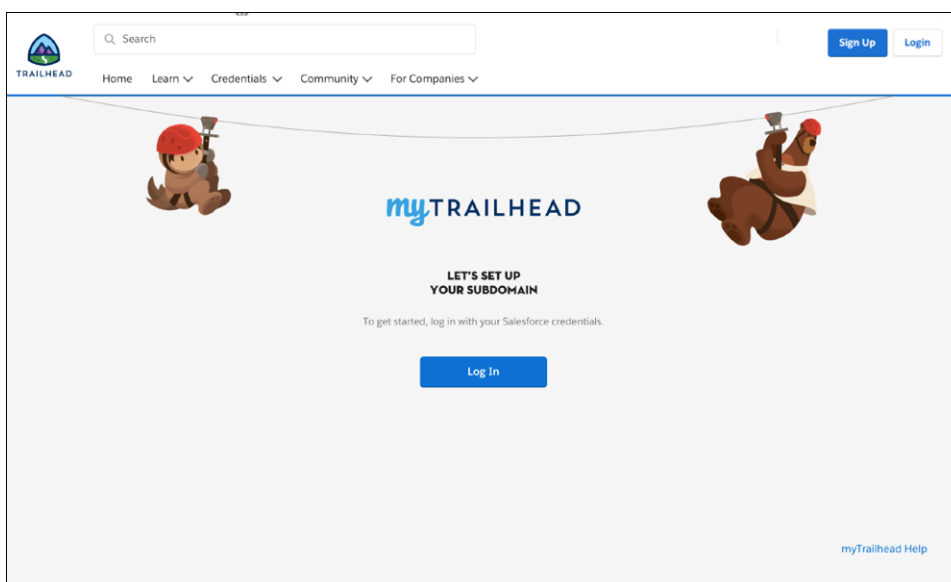 Search
Sign Up
Login
TRAILHEAD
Home Learn Credentials Community For Companies
myTRAILHEAD
LET'S SET UP
YOUR SUBDOMAIN
To get started, log in with your Salesforce credentials.
Log In
myTrailhead Help